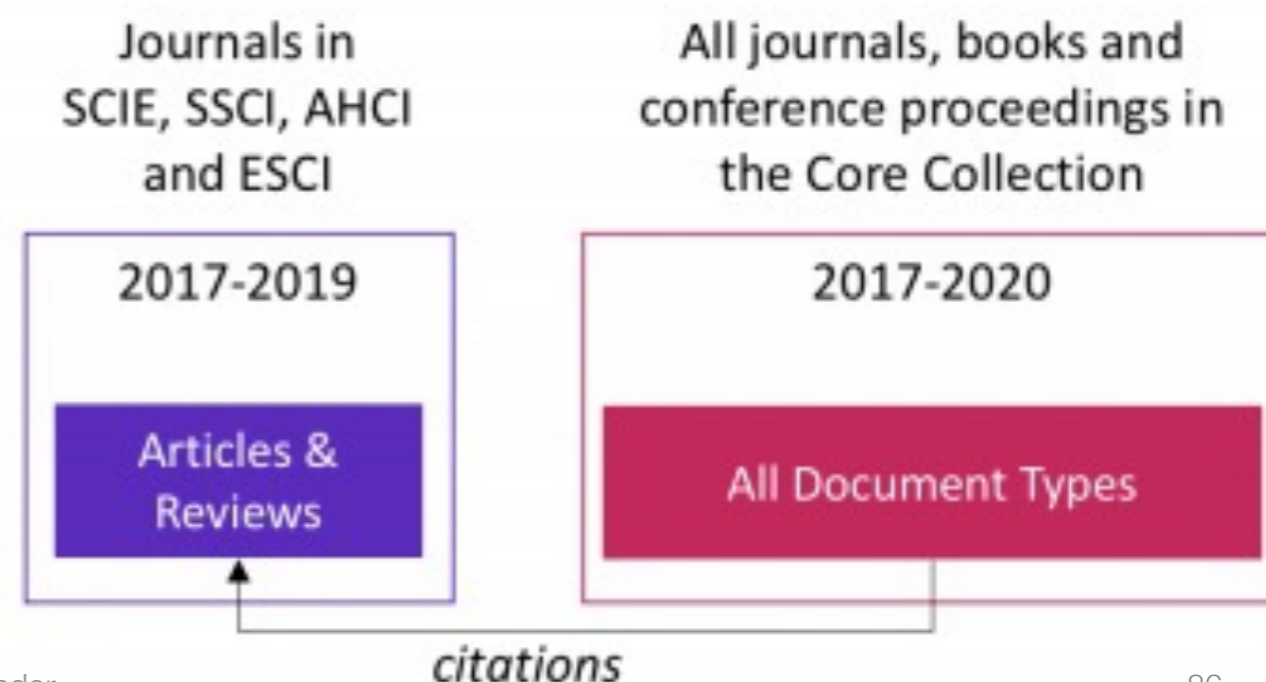 Journals in
SCIE, SSCI, AHCI
and ESCI
All journals, books and
conference proceedings in
the Core Collection
2017-2019
2017-2020
Articles &
Reviews
All Document Types
citations